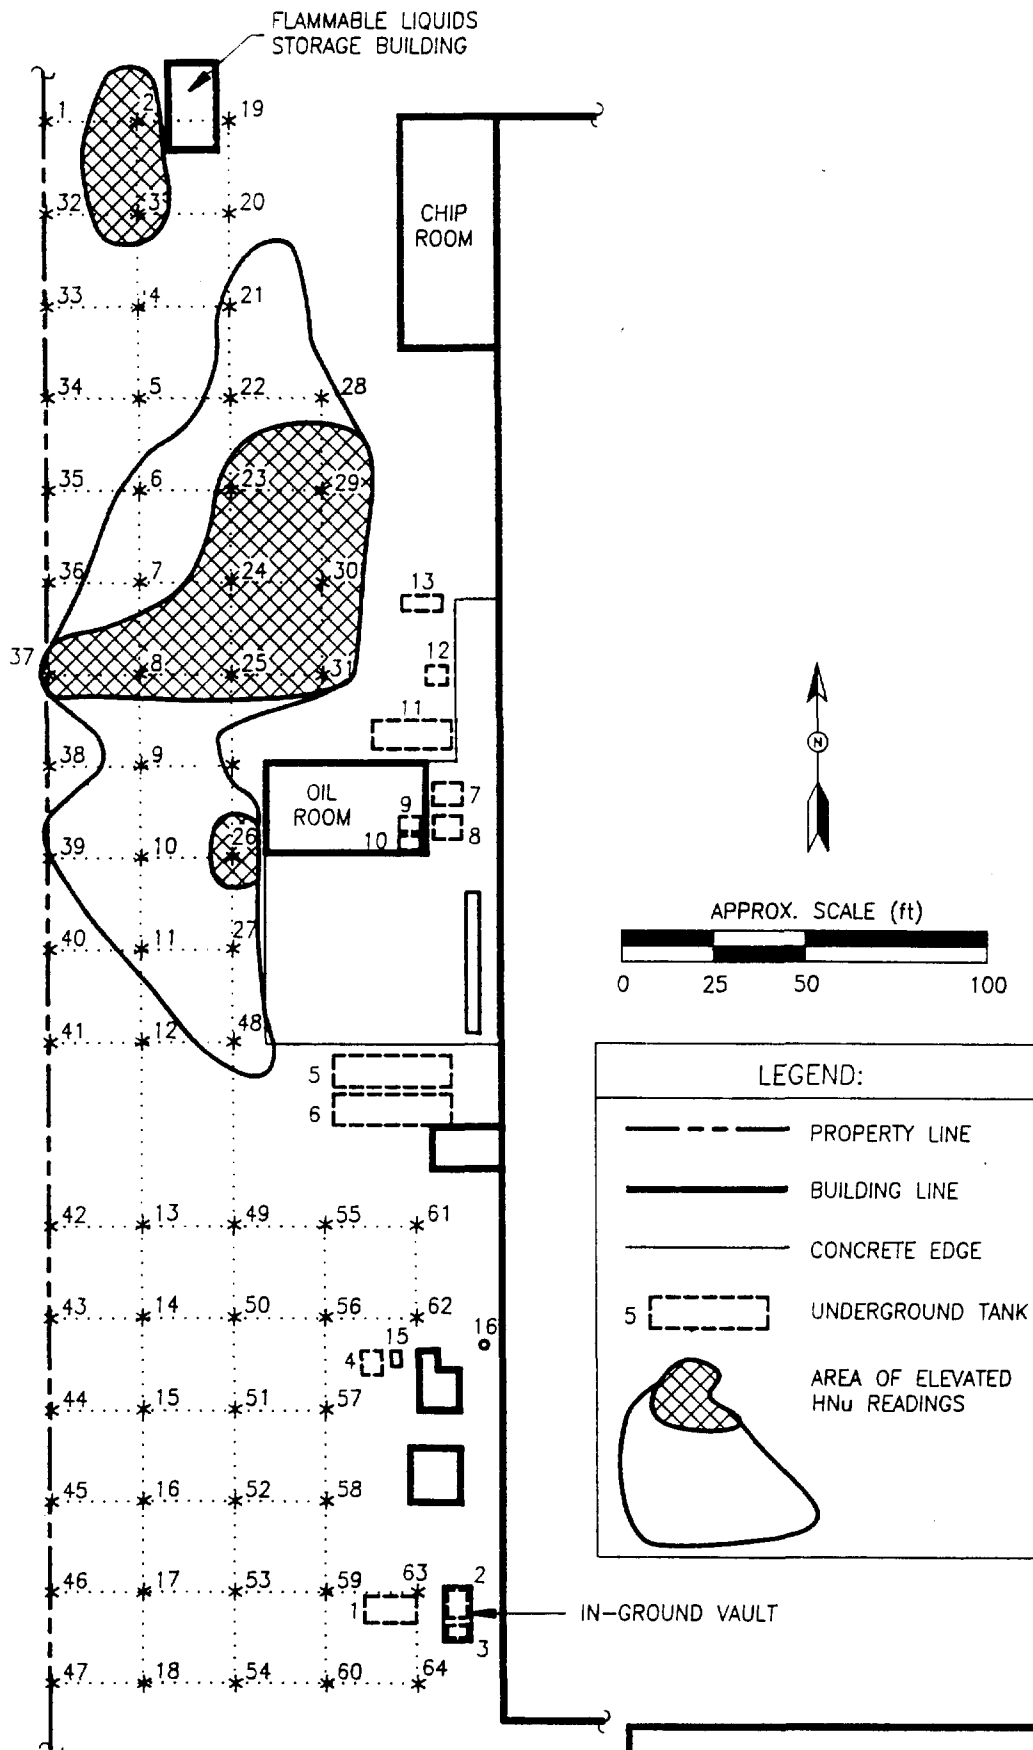 FLAMMABLE LIQUIDS
STORAGE BUILDING
1 2 19
32 3 20
CHIP
ROOM
33 4 21
34 5 22 28
35 6 23 29
36 7 24 30
13
37 8 25 31
12
11
38 9
OIL
ROOM
7
9
8
10
39 10 26
N
40 11 27
APPROX. SCALE (ft)
0 25 50 100
41 12 48
5
6
LEGEND:
PROPERTY LINE
BUILDING LINE
CONCRETE EDGE
5 UNDERGROUND TANK
AREA OF ELEVATED
HNu READINGS
42 13 49 55 61
43 14 50 56 62
16
15
4
44 15 51 57
45 16 52 58
46 17 53 59 63
2
1
IN-GROUND VAULT
3
47 18 54 60 64